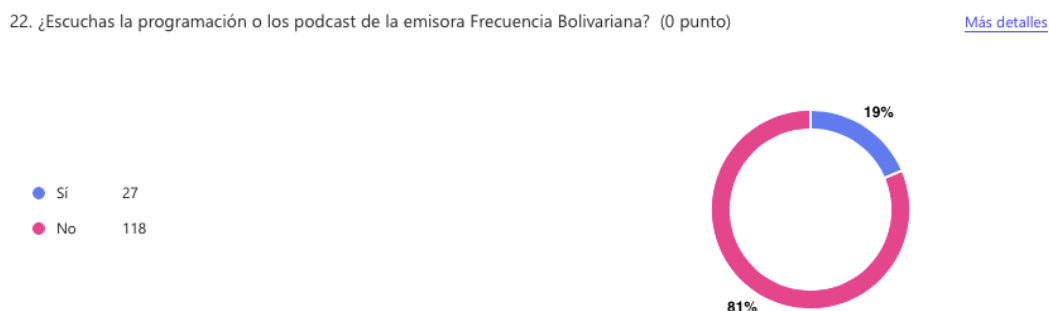 22. ¿Escuchas la programación o los podcast de la emisora Frecuencia Bolivariana? (0 punto)
Más detalles
19%
Sí 27
No 118
81%